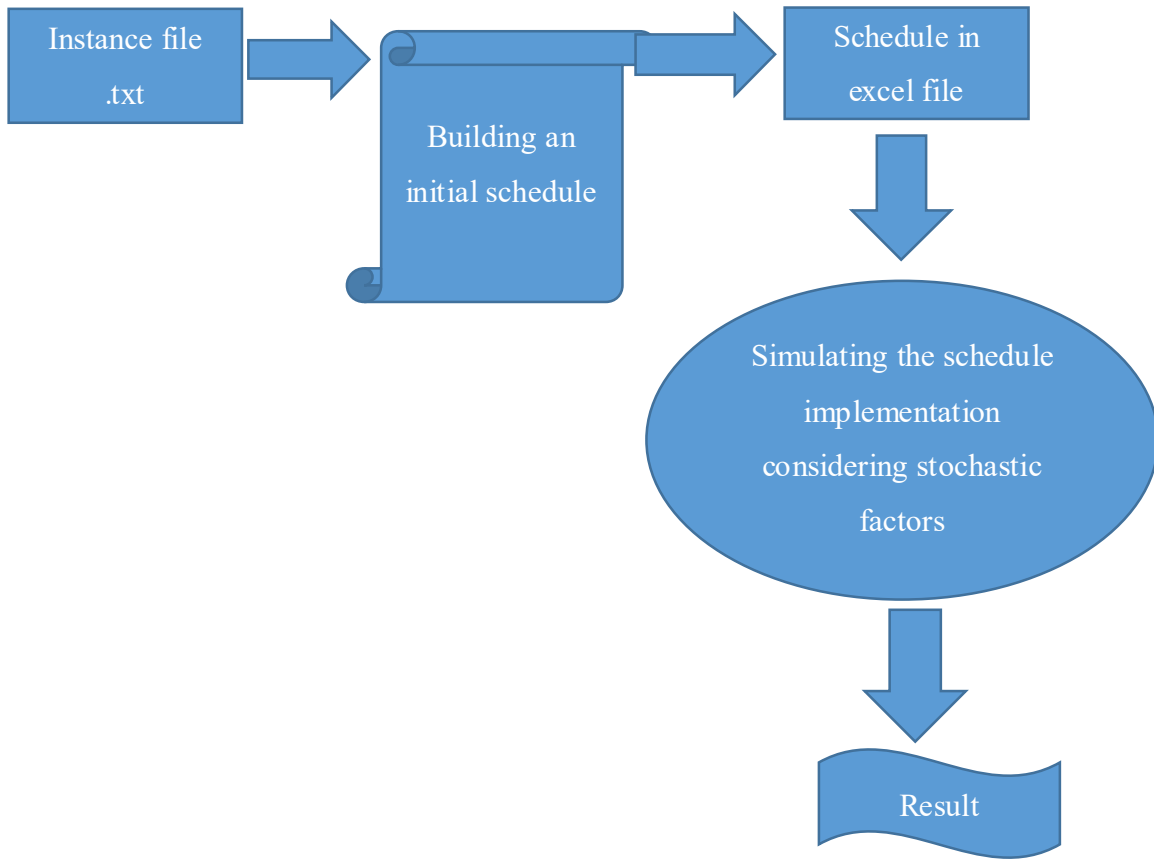 Instance file
.txt
Building an
initial schedule
Schedule in
excel file
Simulating the schedule
implementation
considering stochastic
factors
Result